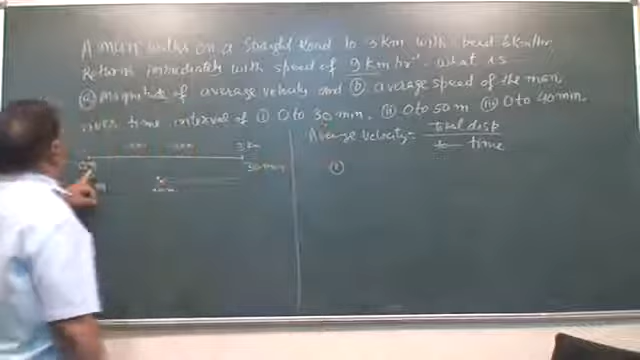 A man walks on a straight road to 3 km with speed 6 km/hr
Returns immediately with speed of 9 km hr⁻¹. what is
(a) Magnitude of average velocity and (b) average speed of the man,
over time interval of (i) 0 to 30 min. (ii) 0 to 50 m (iii) 0 to 40 min.
3 km
Average velocity = total disp
time
30 min
(i)